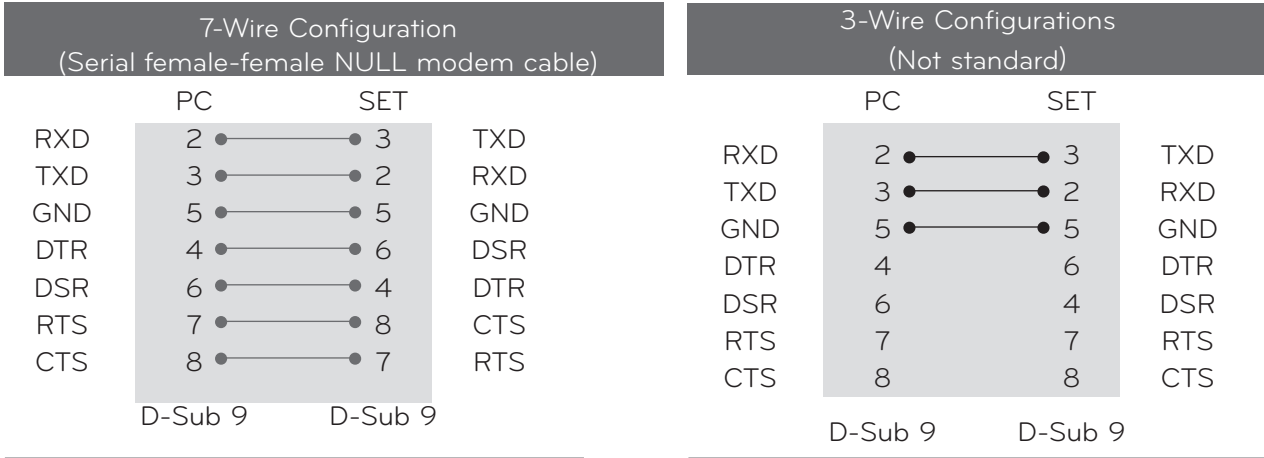 7-Wire Configuration
(Serial female-female NULL modem cable)
PC SET
RXD 2 3 TXD
TXD 3 2 RXD
GND 5 5 GND
DTR 4 6 DSR
DSR 6 4 DTR
RTS 7 8 CTS
CTS 8 7 RTS
D-Sub 9 D-Sub 9
3-Wire Configurations
(Not standard)
PC SET
RXD 2 3 TXD
TXD 3 2 RXD
GND 5 5 GND
DTR 4 6 DTR
DSR 6 4 DSR
RTS 7 7 RTS
CTS 8 8 CTS
D-Sub 9 D-Sub 9